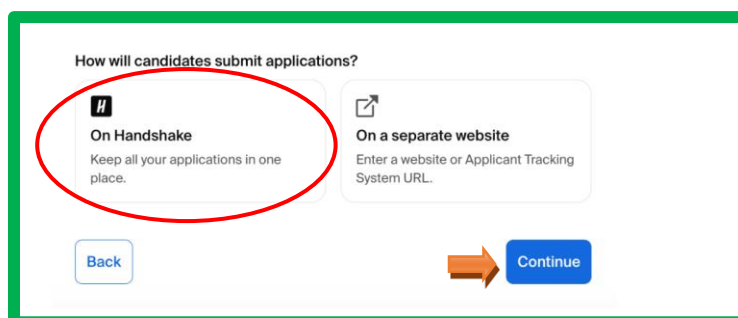 How will candidates submit applications?
H
On Handshake
Keep all your applications in one
place.
On a separate website
Enter a website or Applicant Tracking
System URL.
Back
Continue